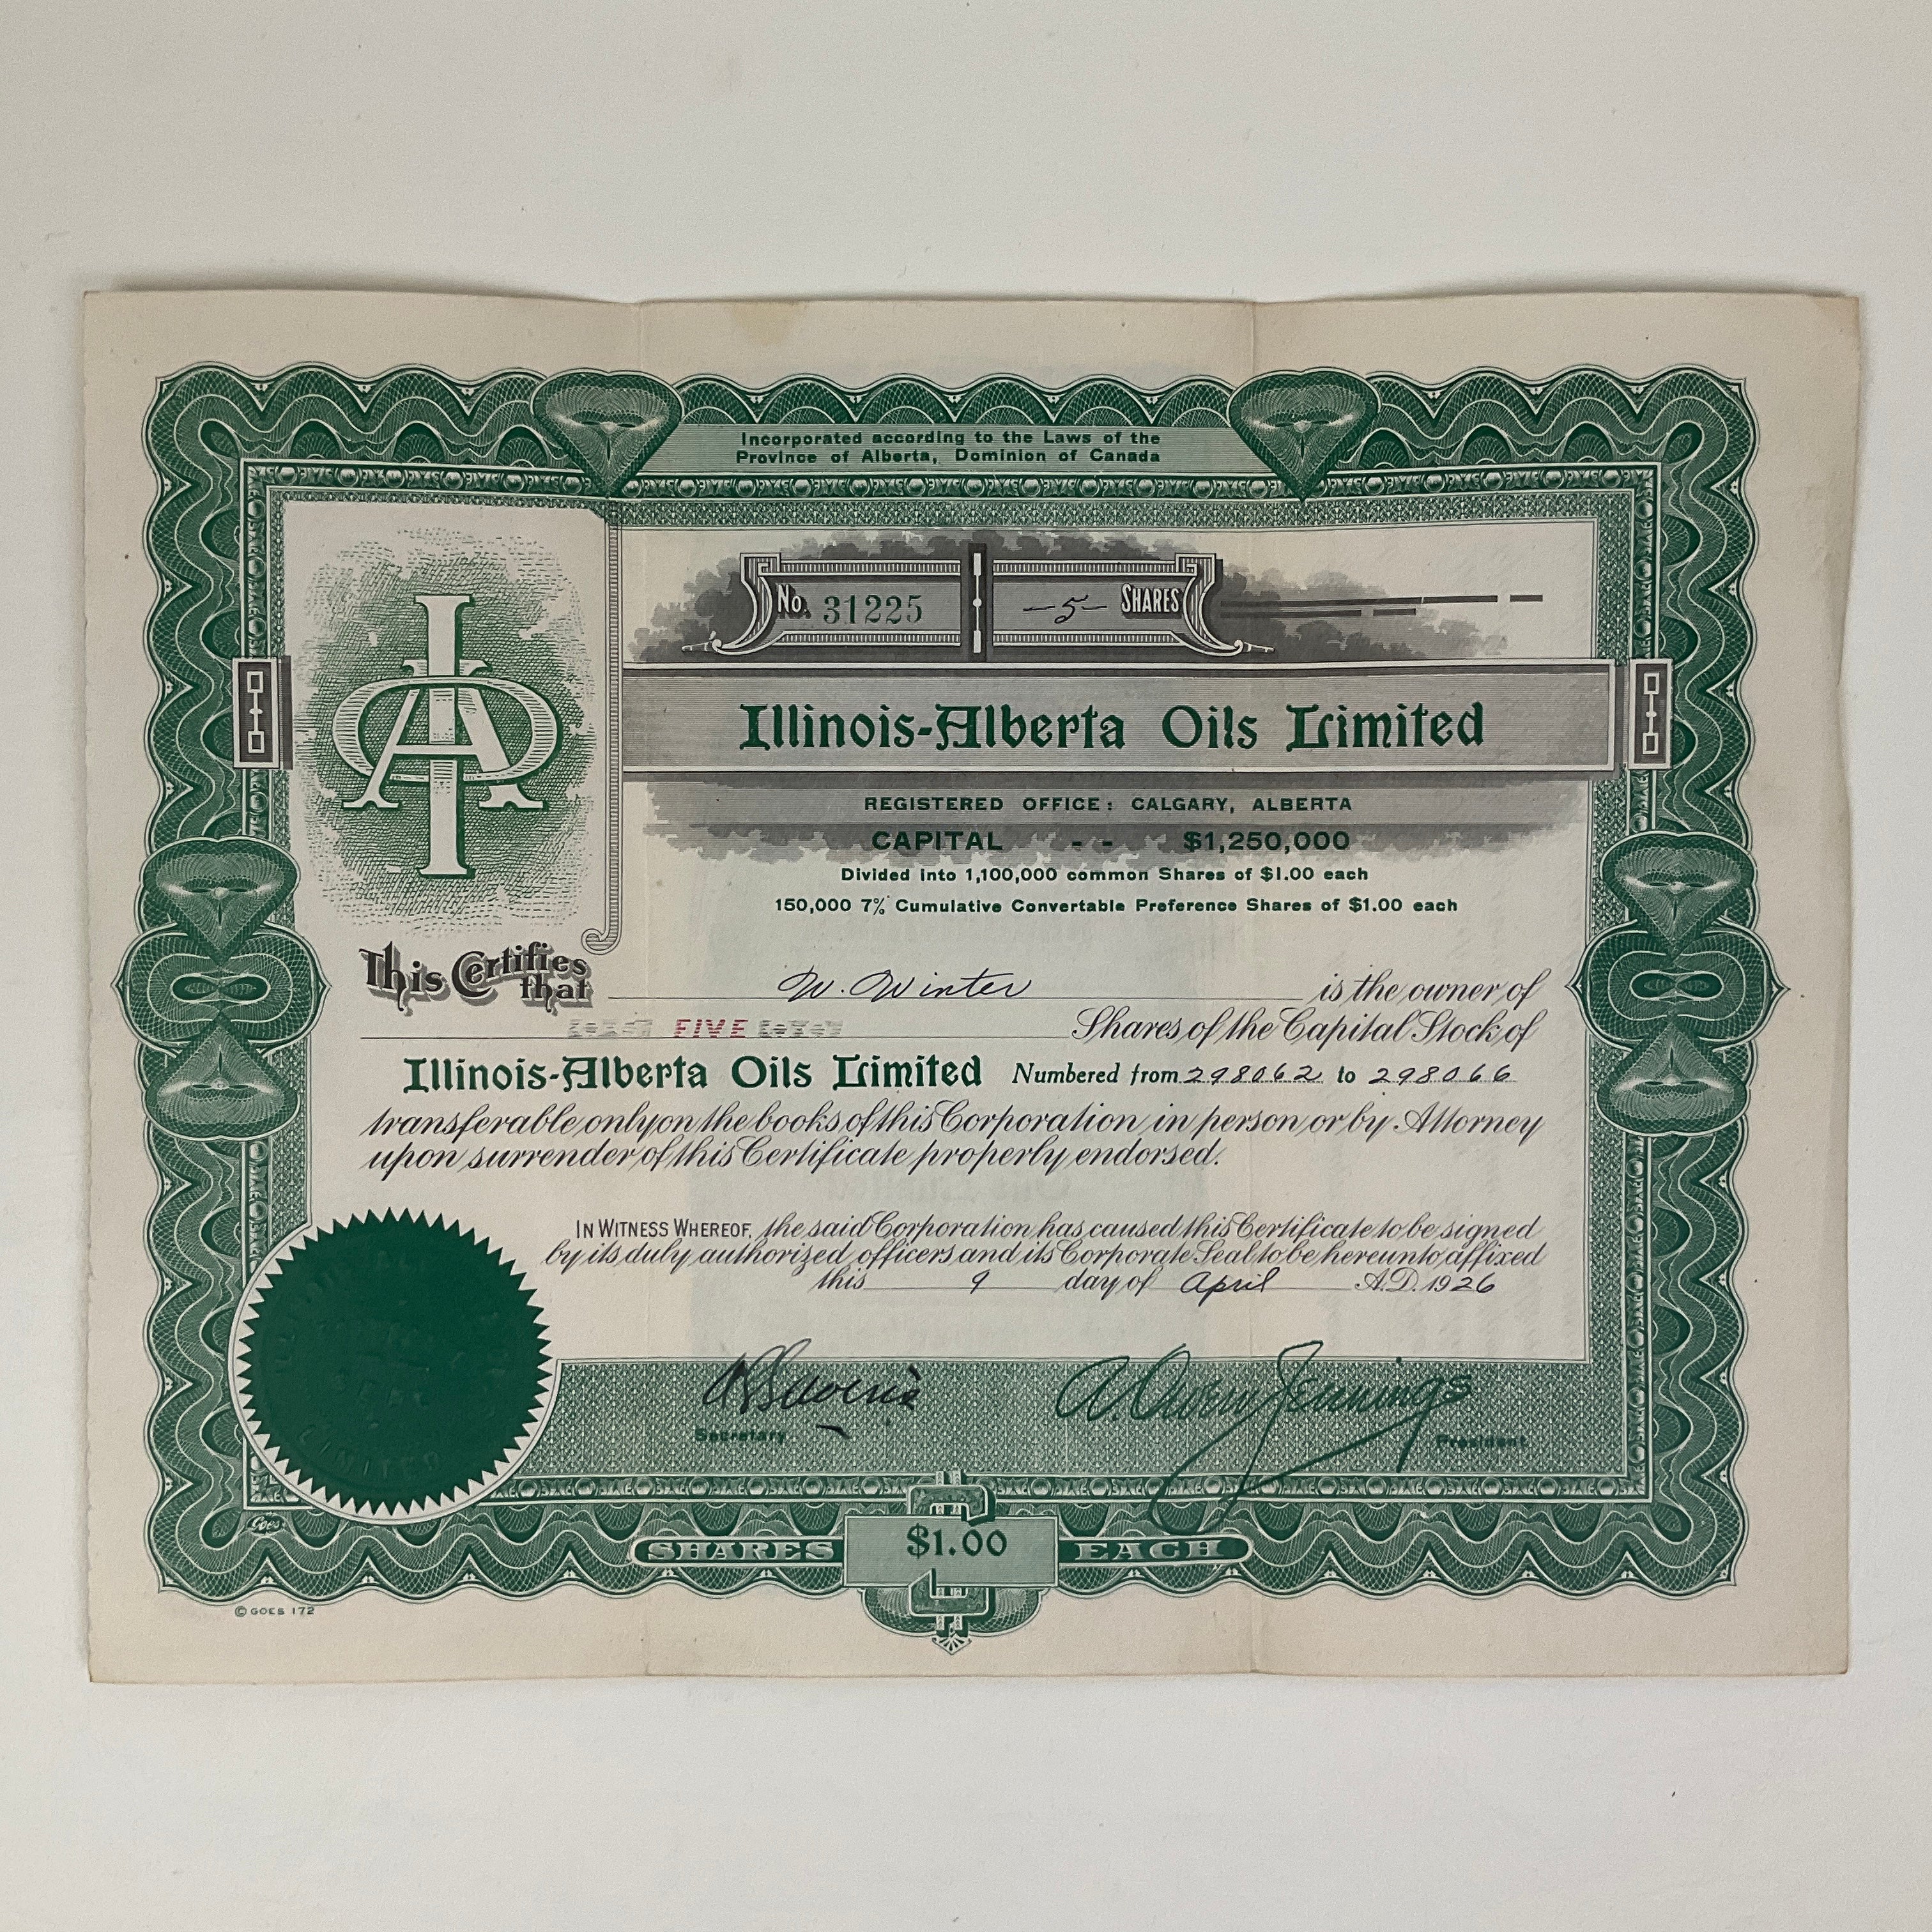 Incorporated according to the Laws of the
Province of Alberta, Dominion of Canada
No. 31225 -5- SHARES
IAO
Illinois-Alberta Oils Limited
REGISTERED OFFICE: CALGARY, ALBERTA
CAPITAL - - $1,250,000
Divided into 1,100,000 common Shares of $1.00 each
150,000 7% Cumulative Convertable Preference Shares of $1.00 each
This Certifies that W. Winter is the owner of
FIVE Shares of the Capital Stock of
Illinois-Alberta Oils Limited Numbered from 298062 to 298066
transferable only on the books of this Corporation in person or by Attorney
upon surrender of this Certificate properly endorsed.
IN WITNESS WHEREOF, the said Corporation has caused this Certificate to be signed
by its duly authorized officers and its Corporate Seal to be hereunto affixed
this 9 day of April A.D. 1926
A. Owen Jennings
Secretary
President
SEAL
LIMITED
Goes
SHARES $1.00 EACH
© GOES 172